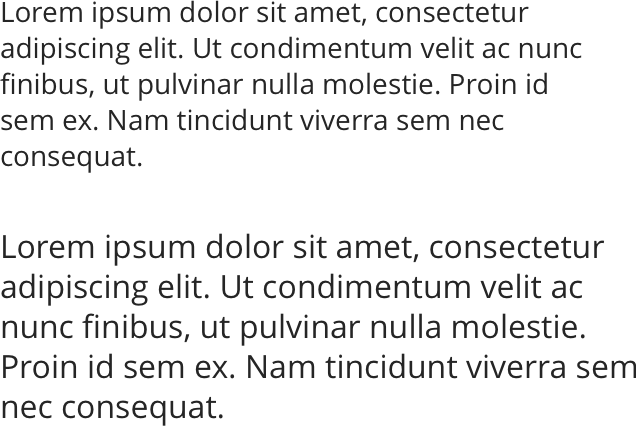 Lorem ipsum dolor sit amet, consectetur
adipiscing elit. Ut condimentum velit ac nunc
finibus, ut pulvinar nulla molestie. Proin id
sem ex. Nam tincidunt viverra sem nec
consequat.
Lorem ipsum dolor sit amet, consectetur
adipiscing elit. Ut condimentum velit ac
nunc finibus, ut pulvinar nulla molestie.
Proin id sem ex. Nam tincidunt viverra sem
nec consequat.